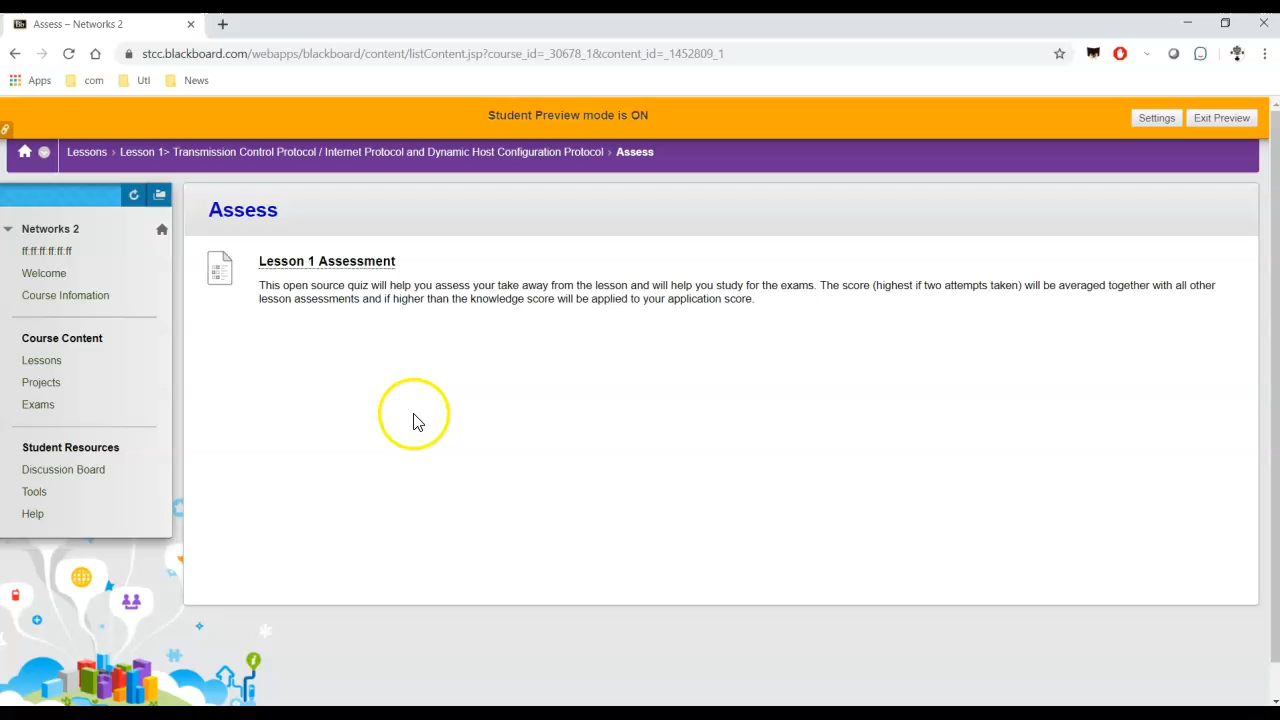 Assess – Networks 2
stcc.blackboard.com/webapps/blackboard/content/listContent.jsp?course_id=_30678_1&content_id=_1452809_1
Apps com Utl News
Student Preview mode is ON
Settings Exit Preview
Lessons > Lesson 1> Transmission Control Protocol / Internet Protocol and Dynamic Host Configuration Protocol > Assess
Networks 2
ff:ff:ff:ff:ff:ff
Welcome
Course Infomation
Course Content
Lessons
Projects
Exams
Student Resources
Discussion Board
Tools
Help
Assess
Lesson 1 Assessment
This open source quiz will help you assess your take away from the lesson and will help you study for the exams. The score (highest if two attempts taken) will be averaged together with all other
lesson assessments and if higher than the knowledge score will be applied to your application score.